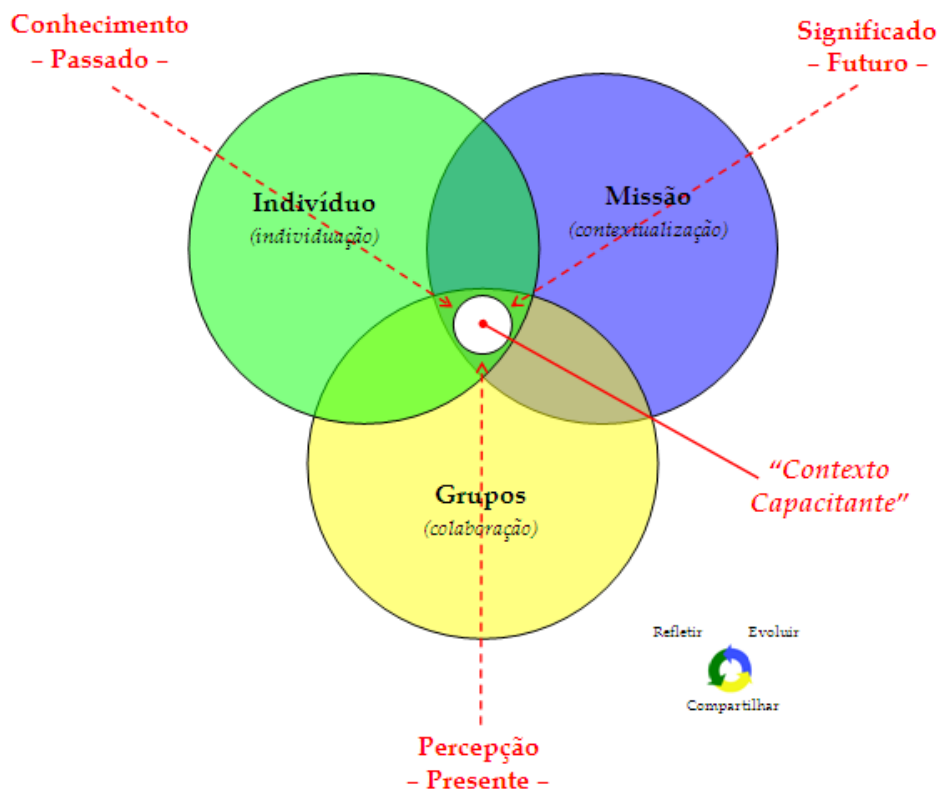 Conhecimento
– Passado –
Significado
– Futuro –
Indivíduo
(individuação)
Missão
(contextualização)
Grupos
(colaboração)
“Contexto
Capacitante”
Refletir
Evoluir
Compartilhar
Percepção
– Presente –